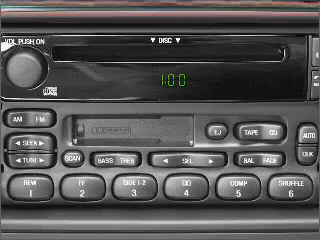 VOL PUSH ON ▼ DISC ▼
1:00
AM FM
EJ TAPE CD AUTO
◄ SEEK ►
◄ TUNE ► SCAN BASS TREB ◄ SEL ► BAL FADE CLK
REW FF SIDE 1-2 COMP SHUFFLE
1 2 3 4 5 6